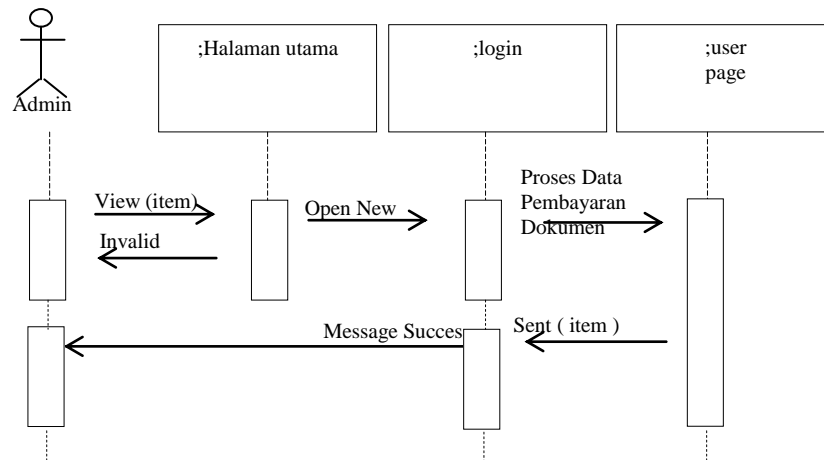 ;Halaman utama
;login
;user
page
Admin
View (item)
Open New
Proses Data
Pembayaran
Dokumen
Invalid
Message Succes
Sent ( item )